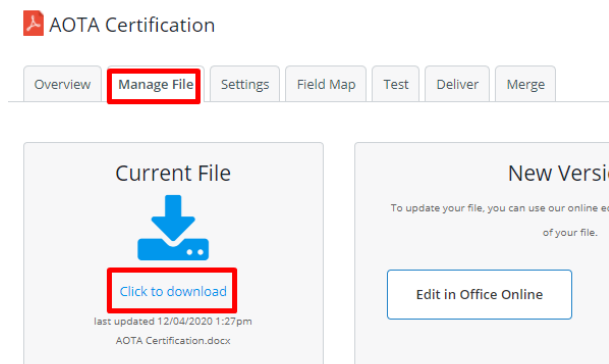 AOTA Certification
Overview
Manage File
Settings
Field Map
Test
Deliver
Merge
Current File
Click to download
last updated 12/04/2020 1:27pm
AOTA Certification.docx
New Versi
To update your file, you can use our online e
of your file.
Edit in Office Online